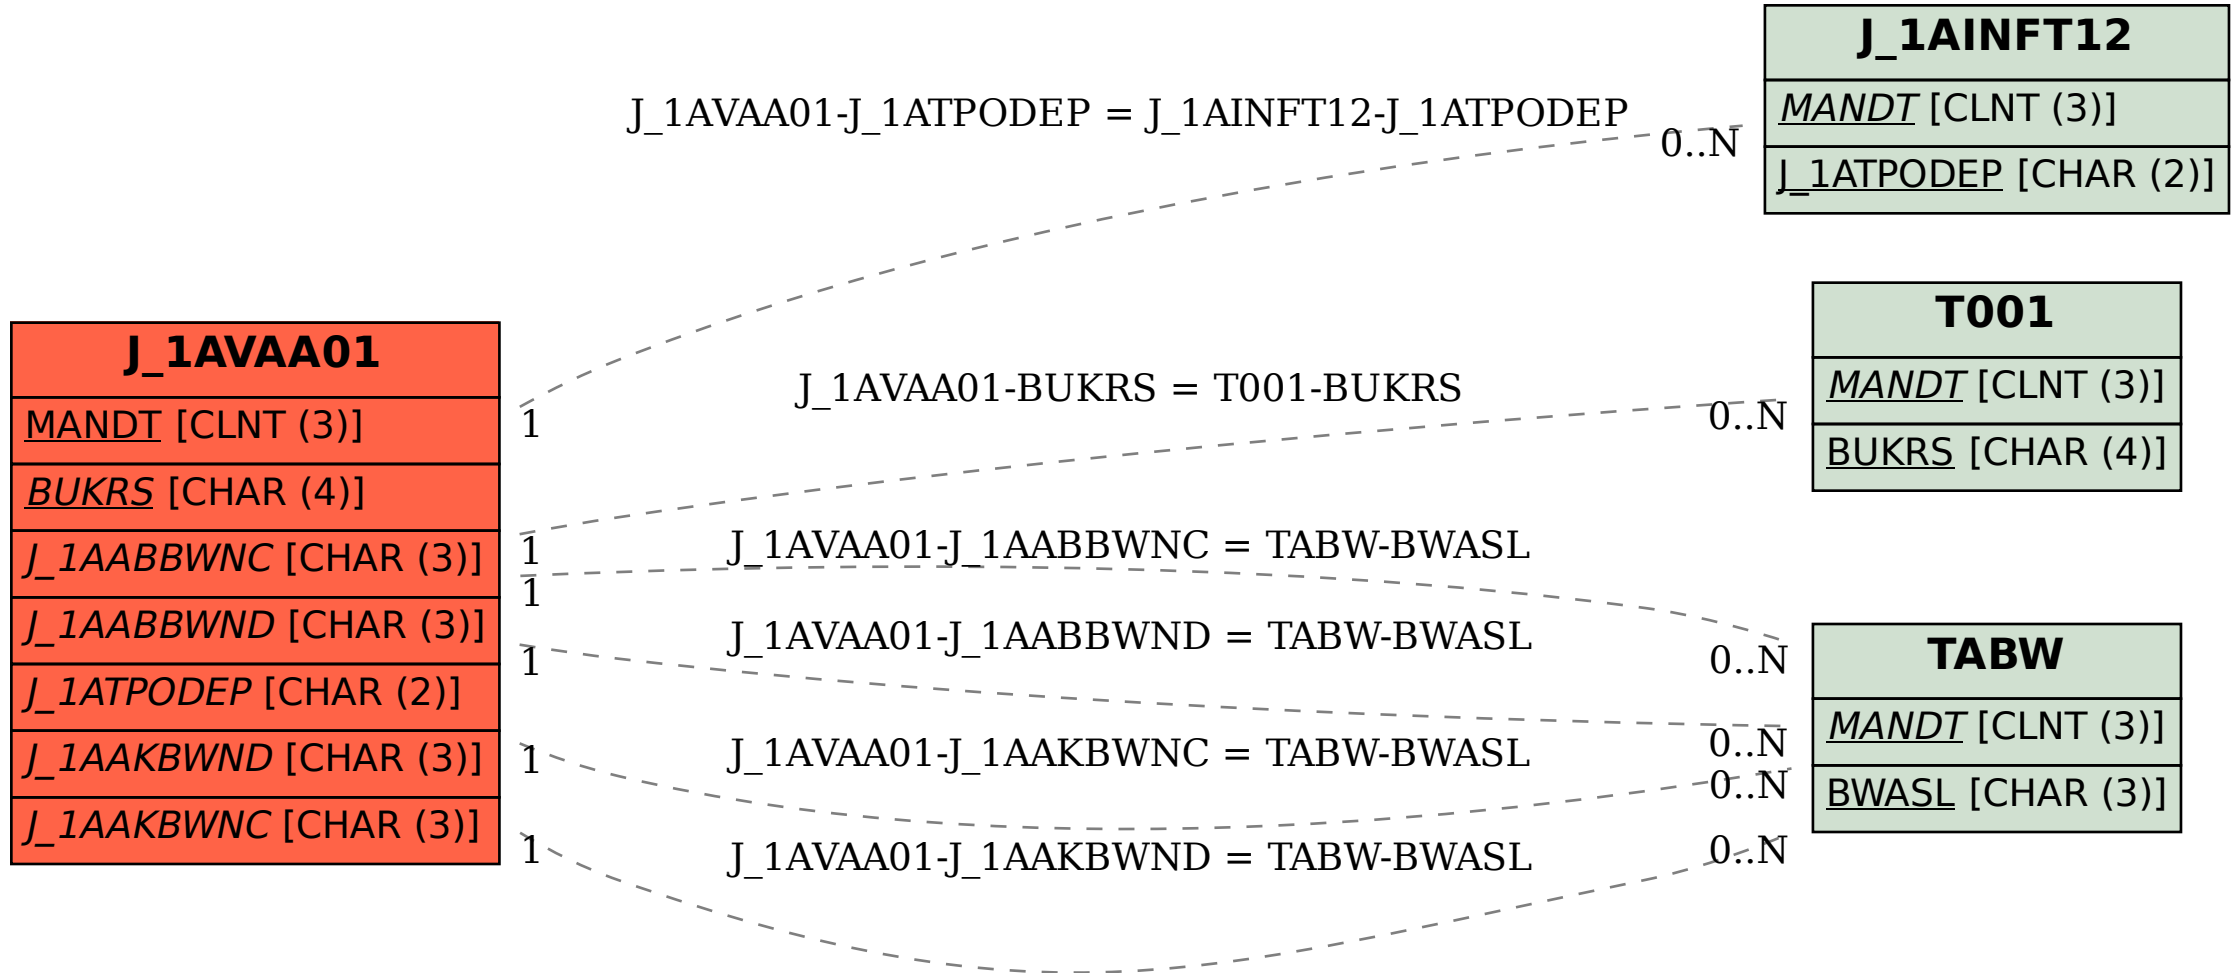 J_1AINFT12
MANDT [CLNT (3)]
J_1ATPODEP [CHAR (2)]
J_1AVAA01-J_1ATPODEP = J_1AINFT12-J_1ATPODEP
0..N
1
T001
MANDT [CLNT (3)]
BUKRS [CHAR (4)]
J_1AVAA01-BUKRS = T001-BUKRS
0..N
1
J_1AVAA01
MANDT [CLNT (3)]
BUKRS [CHAR (4)]
J_1AABBWNC [CHAR (3)]
J_1AABBWND [CHAR (3)]
J_1ATPODEP [CHAR (2)]
J_1AAKBWND [CHAR (3)]
J_1AAKBWNC [CHAR (3)]
J_1AVAA01-J_1AABBWNC = TABW-BWASL
1
0..N
J_1AVAA01-J_1AABBWND = TABW-BWASL
1
0..N
J_1AVAA01-J_1AAKBWNC = TABW-BWASL
1
0..N
J_1AVAA01-J_1AAKBWND = TABW-BWASL
1
0..N
TABW
MANDT [CLNT (3)]
BWASL [CHAR (3)]